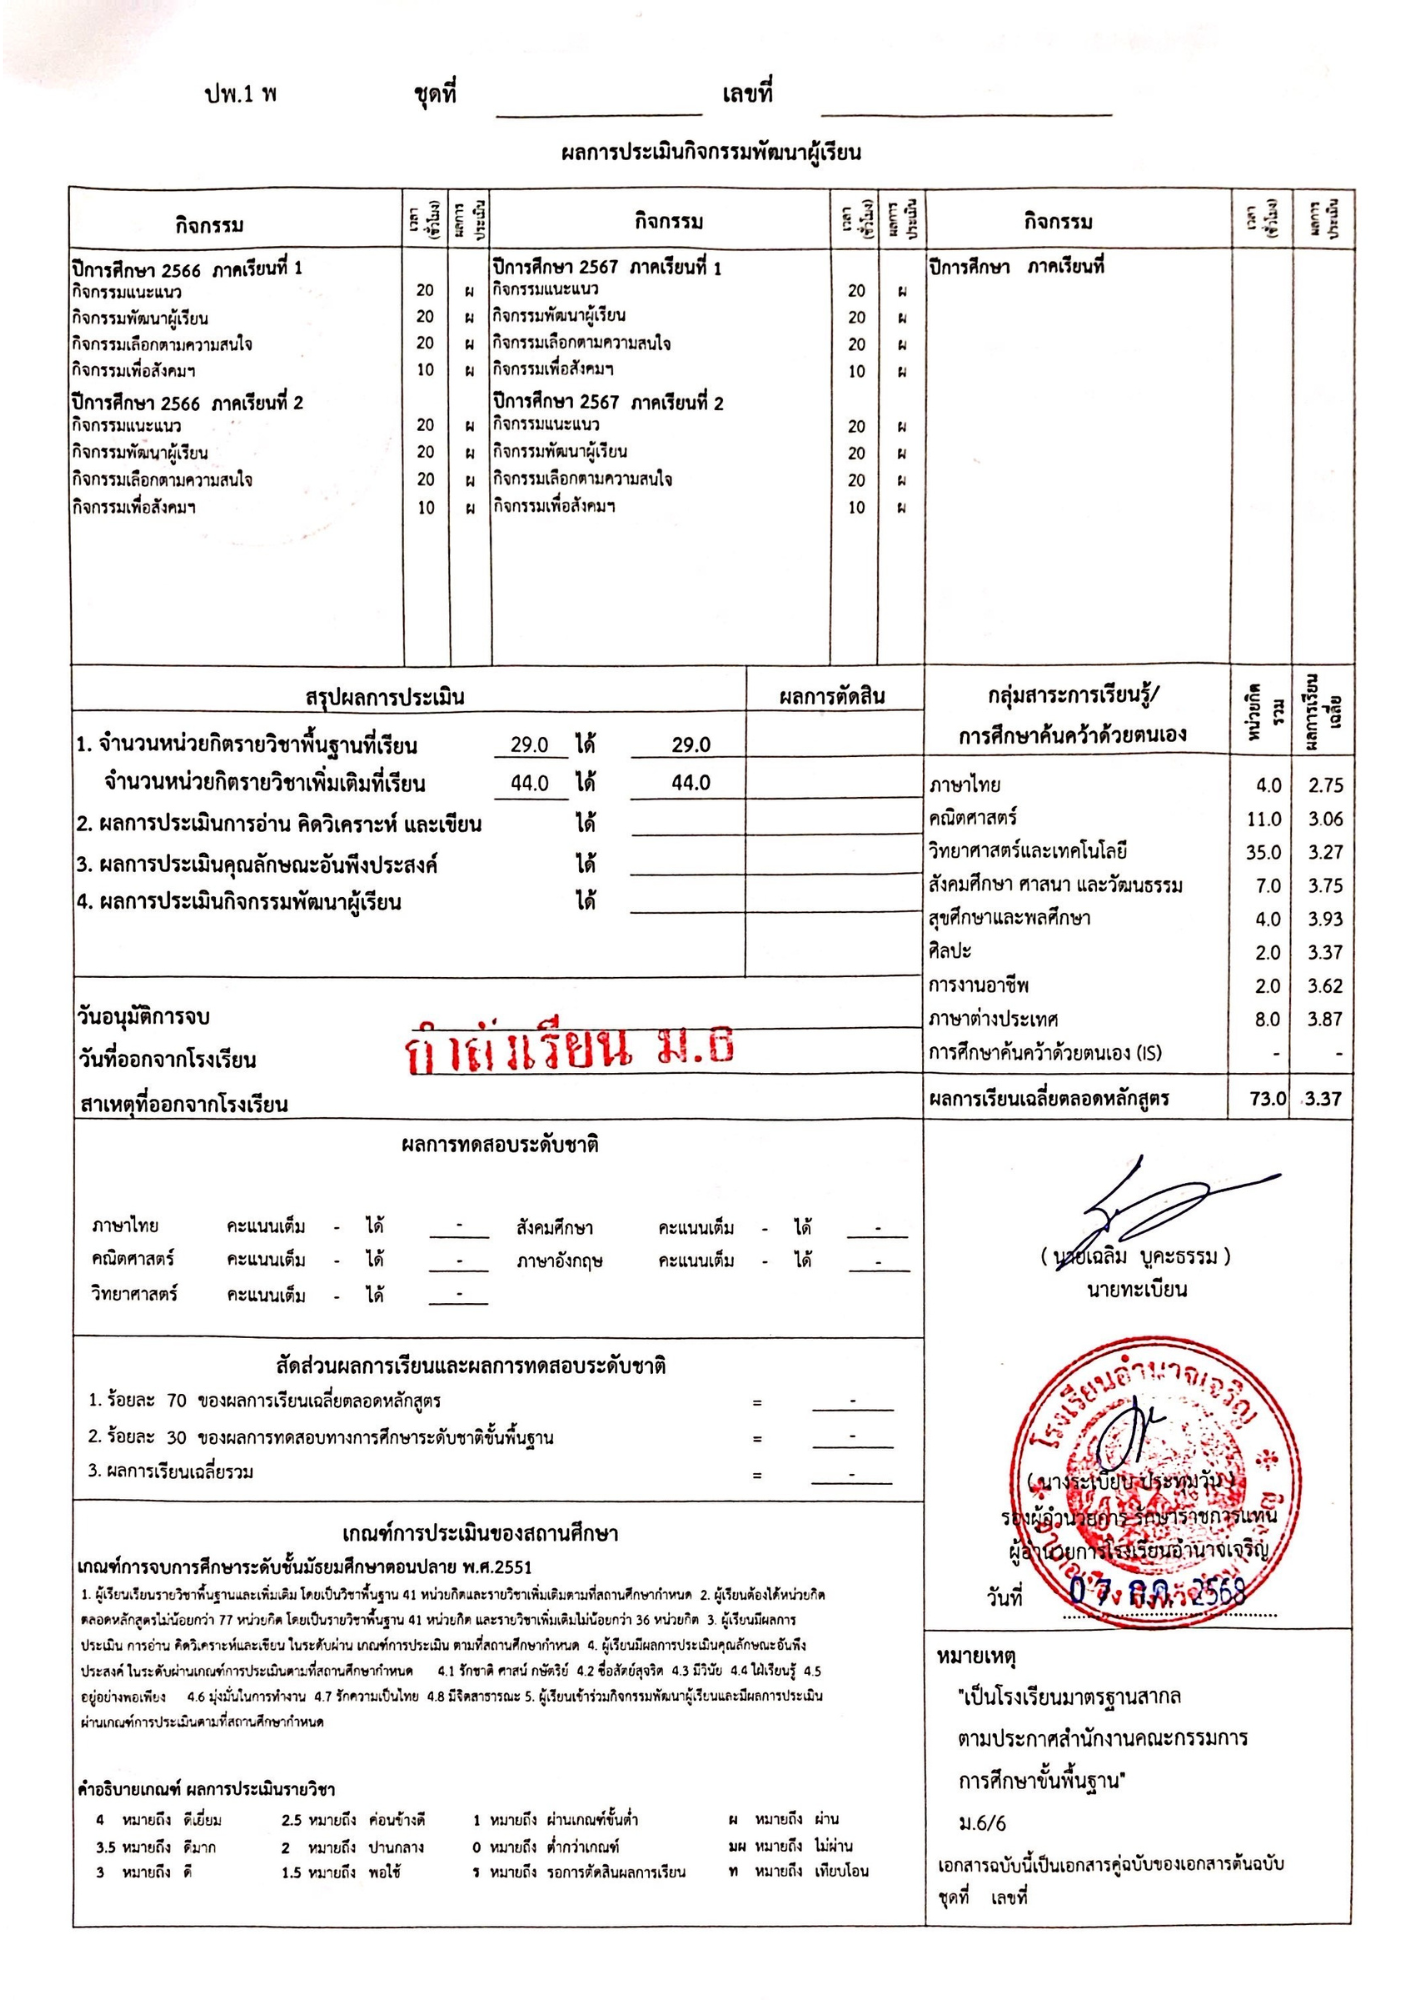 ปพ.1 พ ชุดที่ เลขที่
ผลการประเมินกิจกรรมพัฒนาผู้เรียน
กิจกรรม เวลา (ชั่วโมง) ผลการประเมิน กิจกรรม เวลา (ชั่วโมง) ผลการประเมิน กิจกรรม เวลา (ชั่วโมง) ผลการประเมิน
ปีการศึกษา 2566 ภาคเรียนที่ 1 ปีการศึกษา 2567 ภาคเรียนที่ 1 ปีการศึกษา ภาคเรียนที่
กิจกรรมแนะแนว 20 ผ กิจกรรมแนะแนว 20 ผ
กิจกรรมพัฒนาผู้เรียน 20 ผ กิจกรรมพัฒนาผู้เรียน 20 ผ
กิจกรรมเลือกตามความสนใจ 20 ผ กิจกรรมเลือกตามความสนใจ 20 ผ
กิจกรรมเพื่อสังคมฯ 10 ผ กิจกรรมเพื่อสังคมฯ 10 ผ
ปีการศึกษา 2566 ภาคเรียนที่ 2 ปีการศึกษา 2567 ภาคเรียนที่ 2
กิจกรรมแนะแนว 20 ผ กิจกรรมแนะแนว 20 ผ
กิจกรรมพัฒนาผู้เรียน 20 ผ กิจกรรมพัฒนาผู้เรียน 20 ผ
กิจกรรมเลือกตามความสนใจ 20 ผ กิจกรรมเลือกตามความสนใจ 20 ผ
กิจกรรมเพื่อสังคมฯ 10 ผ กิจกรรมเพื่อสังคมฯ 10 ผ
สรุปผลการประเมิน ผลการตัดสิน
1. จำนวนหน่วยกิตรายวิชาพื้นฐานที่เรียน 29.0 ได้ 29.0
จำนวนหน่วยกิตรายวิชาเพิ่มเติมที่เรียน 44.0 ได้ 44.0
2. ผลการประเมินการอ่าน คิดวิเคราะห์ และเขียน ได้
3. ผลการประเมินคุณลักษณะอันพึงประสงค์ ได้
4. ผลการประเมินกิจกรรมพัฒนาผู้เรียน ได้
วันอนุมัติการจบ
วันที่ออกจากโรงเรียน
กำลังเรียน ม.6
สาเหตุที่ออกจากโรงเรียน
กลุ่มสาระการเรียนรู้/
การศึกษาค้นคว้าด้วยตนเอง
หน่วยกิตรวม ผลการเรียนเฉลี่ย
ภาษาไทย 4.0 2.75
คณิตศาสตร์ 11.0 3.06
วิทยาศาสตร์และเทคโนโลยี 35.0 3.27
สังคมศึกษา ศาสนา และวัฒนธรรม 7.0 3.75
สุขศึกษาและพลศึกษา 4.0 3.93
ศิลปะ 2.0 3.37
การงานอาชีพ 2.0 3.62
ภาษาต่างประเทศ 8.0 3.87
การศึกษาค้นคว้าด้วยตนเอง (IS) - -
ผลการเรียนเฉลี่ยตลอดหลักสูตร 73.0 3.37
ผลการทดสอบระดับชาติ
ภาษาไทย คะแนนเต็ม - ได้ - สังคมศึกษา คะแนนเต็ม - ได้ -
คณิตศาสตร์ คะแนนเต็ม - ได้ - ภาษาอังกฤษ คะแนนเต็ม - ได้ -
วิทยาศาสตร์ คะแนนเต็ม - ได้ -
สัดส่วนผลการเรียนและผลการทดสอบระดับชาติ
1. ร้อยละ 70 ของผลการเรียนเฉลี่ยตลอดหลักสูตร = -
2. ร้อยละ 30 ของผลการทดสอบทางการศึกษาระดับชาติขั้นพื้นฐาน = -
3. ผลการเรียนเฉลี่ยรวม = -
เกณฑ์การประเมินของสถานศึกษา
เกณฑ์การจบการศึกษาระดับชั้นมัธยมศึกษาตอนปลาย พ.ศ.2551
1. ผู้เรียนเรียนรายวิชาพื้นฐานและเพิ่มเติม โดยเป็นวิชาพื้นฐาน 41 หน่วยกิตและรายวิชาเพิ่มเติมตามที่สถานศึกษากำหนด 2. ผู้เรียนต้องได้หน่วยกิต
ตลอดหลักสูตรไม่น้อยกว่า 77 หน่วยกิต โดยเป็นรายวิชาพื้นฐาน 41 หน่วยกิต และรายวิชาเพิ่มเติมไม่น้อยกว่า 36 หน่วยกิต 3. ผู้เรียนมีผลการ
ประเมิน การอ่าน คิดวิเคราะห์และเขียน ในระดับผ่าน เกณฑ์การประเมิน ตามที่สถานศึกษากำหนด 4. ผู้เรียนมีผลการประเมินคุณลักษณะอันพึง
ประสงค์ ในระดับผ่านเกณฑ์การประเมินตามที่สถานศึกษากำหนด 4.1 รักชาติ ศาสน์ กษัตริย์ 4.2 ซื่อสัตย์สุจริต 4.3 มีวินัย 4.4 ใฝ่เรียนรู้ 4.5
อยู่อย่างพอเพียง 4.6 มุ่งมั่นในการทำงาน 4.7 รักความเป็นไทย 4.8 มีจิตสาธารณะ 5. ผู้เรียนเข้าร่วมกิจกรรมพัฒนาผู้เรียนและมีผลการประเมิน
ผ่านเกณฑ์การประเมินตามที่สถานศึกษากำหนด
คำอธิบายเกณฑ์ ผลการประเมินรายวิชา
4 หมายถึง ดีเยี่ยม 2.5 หมายถึง ค่อนข้างดี 1 หมายถึง ผ่านเกณฑ์ขั้นต่ำ ผ หมายถึง ผ่าน
3.5 หมายถึง ดีมาก 2 หมายถึง ปานกลาง 0 หมายถึง ต่ำกว่าเกณฑ์ มผ หมายถึง ไม่ผ่าน
3 หมายถึง ดี 1.5 หมายถึง พอใช้ ร หมายถึง รอการตัดสินผลการเรียน ท หมายถึง เทียบโอน
( นายเฉลิม บูคะธรรม )
นายทะเบียน
โรงเรียนอำนาจเจริญ
( นางระเบียบ ประทุมวัน )
รองผู้อำนวยการ รักษาราชการแทน
ผู้อำนวยการโรงเรียนอำนาจเจริญ
วันที่ 07 ก.ค. 2568
หมายเหตุ
"เป็นโรงเรียนมาตรฐานสากล
ตามประกาศสำนักงานคณะกรรมการ
การศึกษาขั้นพื้นฐาน"
ม.6/6
เอกสารฉบับนี้เป็นเอกสารคู่ฉบับของเอกสารต้นฉบับ
ชุดที่ เลขที่